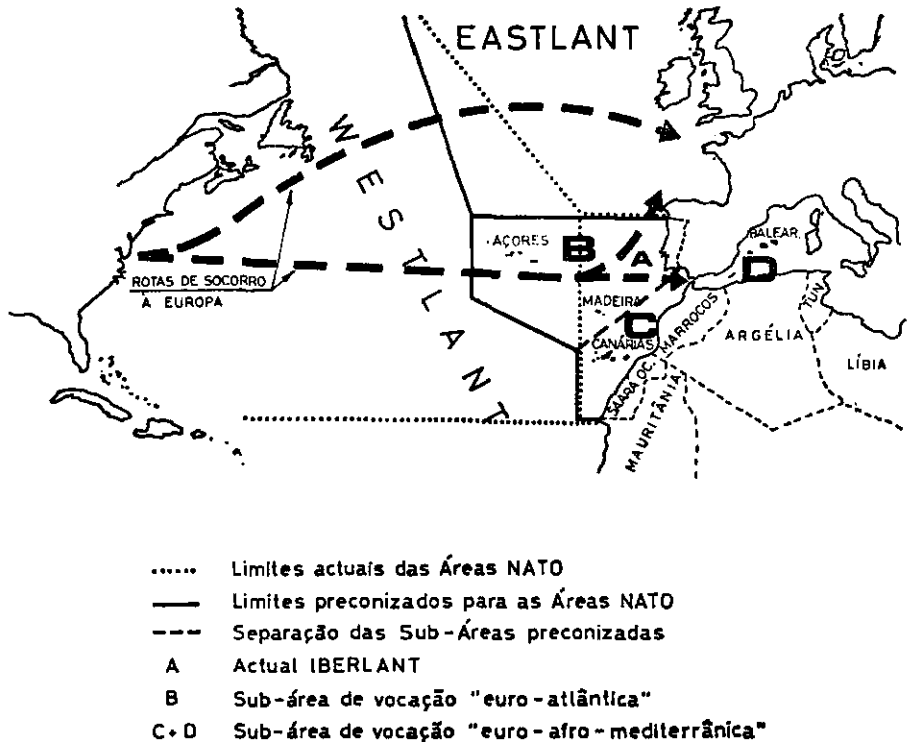 EASTLANT
WESTLANT
AÇORES
B
A
BALEAR.
D
ROTAS DE SOCORRO
À EUROPA
MADEIRA
C
CANÁRIAS
MARROCOS
TUN.
ARGÉLIA
LÍBIA
SAARA OC.
MAURITÂNIA
Limites actuais das Áreas NATO
Limites preconizados para as Áreas NATO
Separação das Sub-Áreas preconizadas
A Actual IBERLANT
B Sub-área de vocação "euro-atlântica"
C+D Sub-área de vocação "euro-afro-mediterrânica"